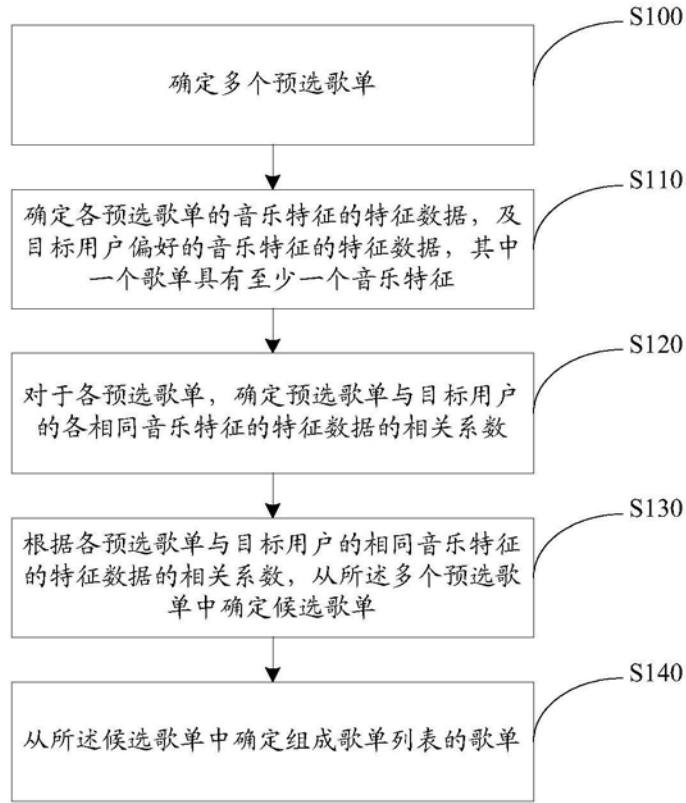 S100
确定多个预选歌单
S110
确定各预选歌单的音乐特征的特征数据，及
目标用户偏好的音乐特征的特征数据，其中
一个歌单具有至少一个音乐特征
S120
对于各预选歌单，确定预选歌单与目标用户
的各相同音乐特征的特征数据的相关系数
S130
根据各预选歌单与目标用户的相同音乐特征
的特征数据的相关系数，从所述多个预选歌
单中确定候选歌单
S140
从所述候选歌单中确定组成歌单列表的歌单